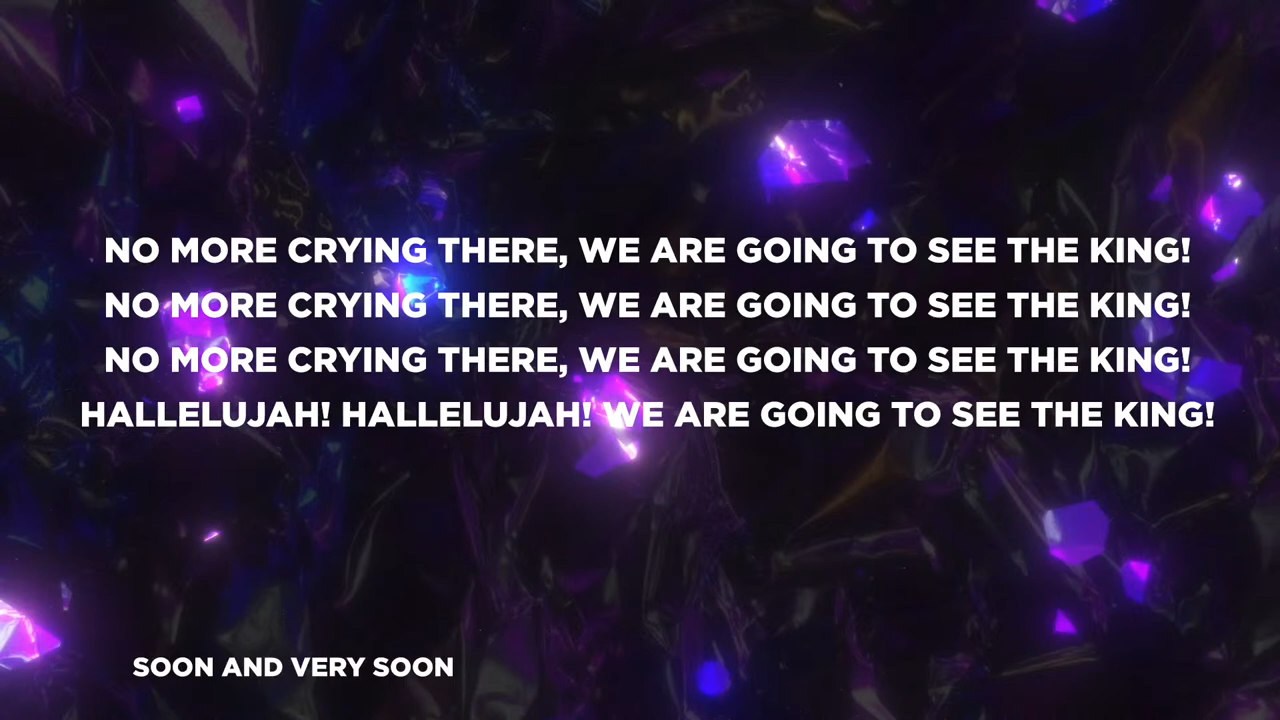 NO MORE CRYING THERE, WE ARE GOING TO SEE THE KING!
NO MORE CRYING THERE, WE ARE GOING TO SEE THE KING!
NO MORE CRYING THERE, WE ARE GOING TO SEE THE KING!
HALLELUJAH! HALLELUJAH! WE ARE GOING TO SEE THE KING!
SOON AND VERY SOON